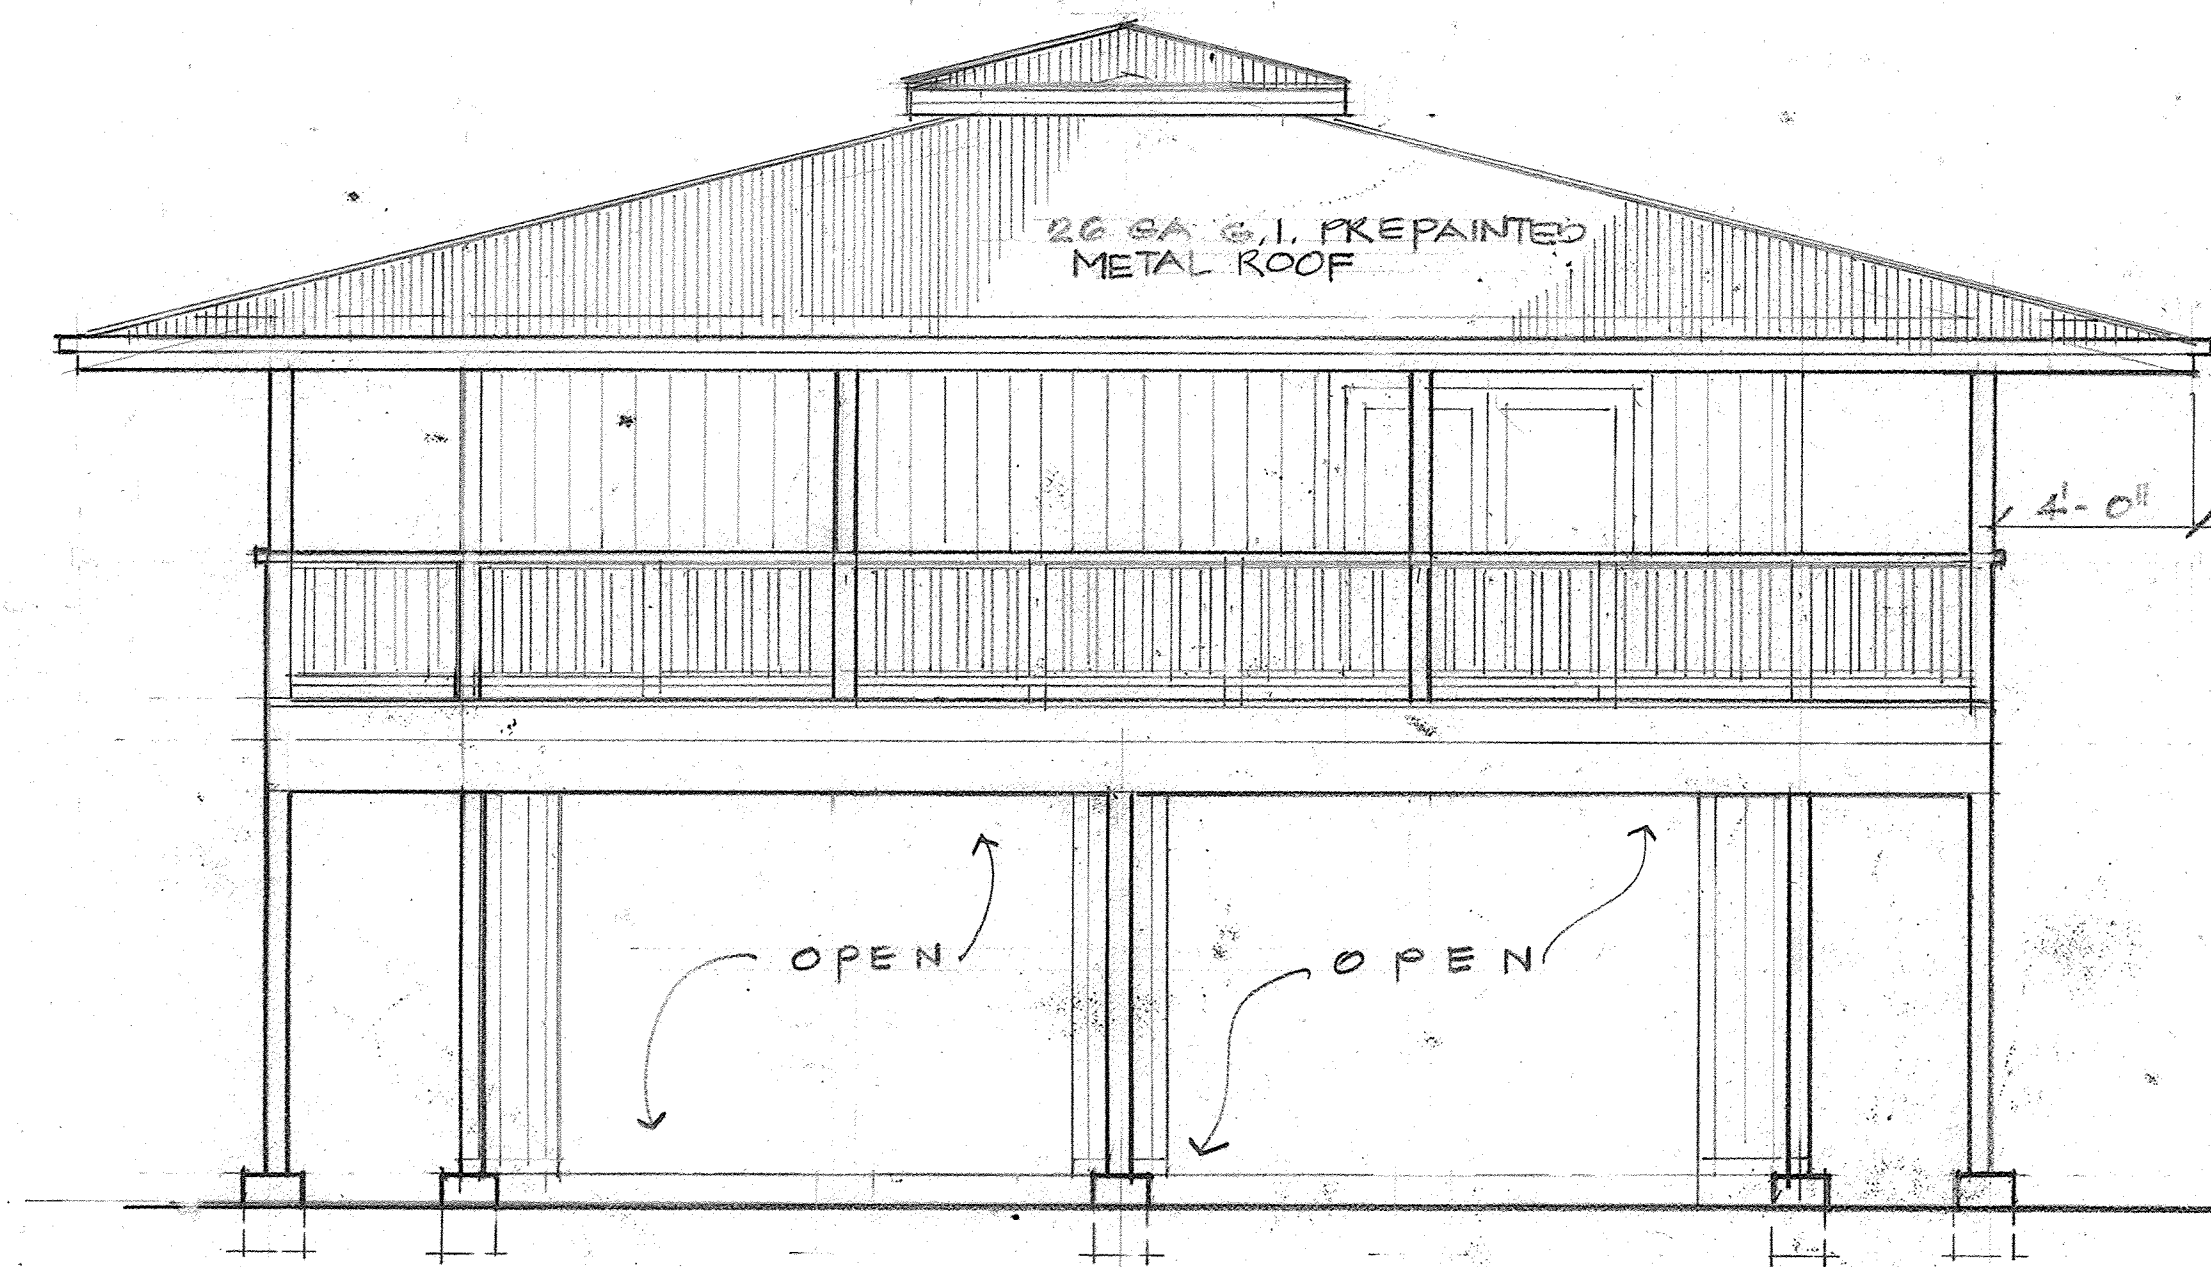 26 GA G.I. PREPAINTED
METAL ROOF
4'-0"
OPEN
OPEN